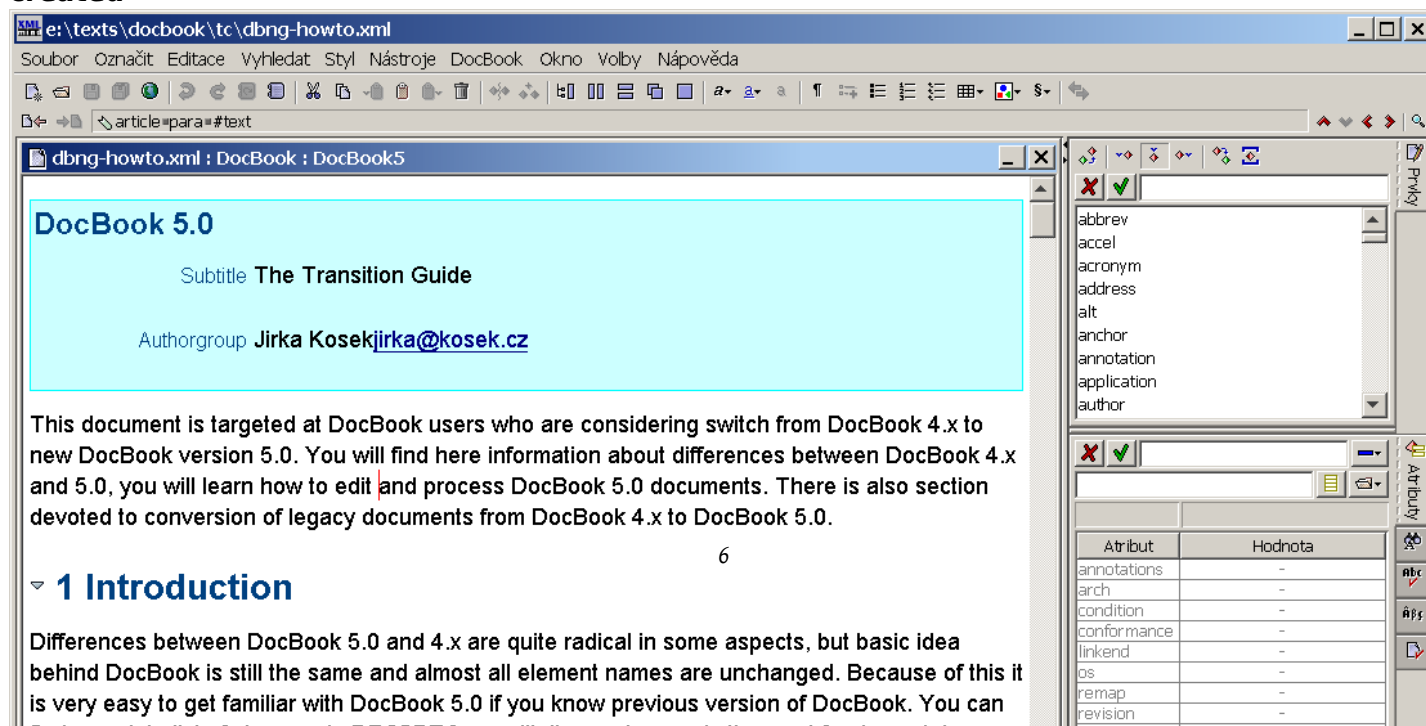 e:\texts\docbook\tc\dbng-howto.xml
Soubor Označit Editace Vyhledat Styl Nástroje DocBook Okno Volby Nápověda
article=para=#text
dbng-howto.xml : DocBook : DocBook5
DocBook 5.0
Subtitle The Transition Guide
Authorgroup Jirka Kosekjirka@kosek.cz
This document is targeted at DocBook users who are considering switch from DocBook 4.x to
new DocBook version 5.0. You will find here information about differences between DocBook 4.x
and 5.0, you will learn how to edit and process DocBook 5.0 documents. There is also section
devoted to conversion of legacy documents from DocBook 4.x to DocBook 5.0.
6
1 Introduction
Differences between DocBook 5.0 and 4.x are quite radical in some aspects, but basic idea
behind DocBook is still the same and almost all element names are unchanged. Because of this it
is very easy to get familiar with DocBook 5.0 if you know previous version of DocBook. You can
Prvky
abbrev
accel
acronym
address
alt
anchor
annotation
application
author
Atributy
Atribut Hodnota
annotations -
arch -
condition -
conformance -
linkend -
os -
remap -
revision -